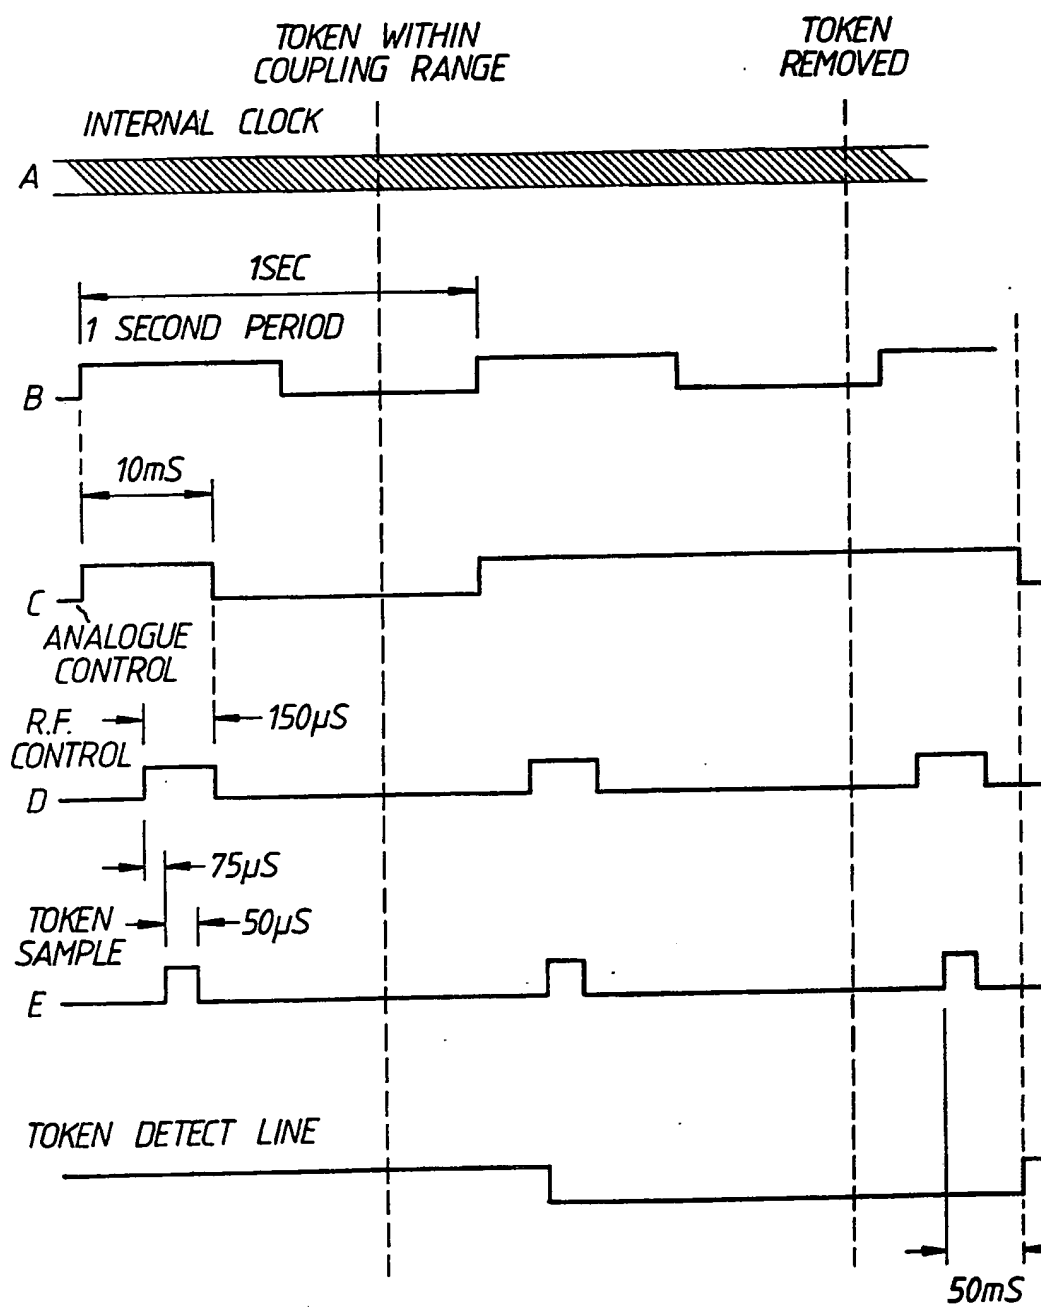 TOKEN WITHIN
COUPLING RANGE
TOKEN
REMOVED
INTERNAL CLOCK
A
1SEC
1 SECOND PERIOD
B
10mS
C
ANALOGUE
CONTROL
R.F.
CONTROL
150µS
D
75µS
TOKEN
SAMPLE
50µS
E
TOKEN DETECT LINE
50mS